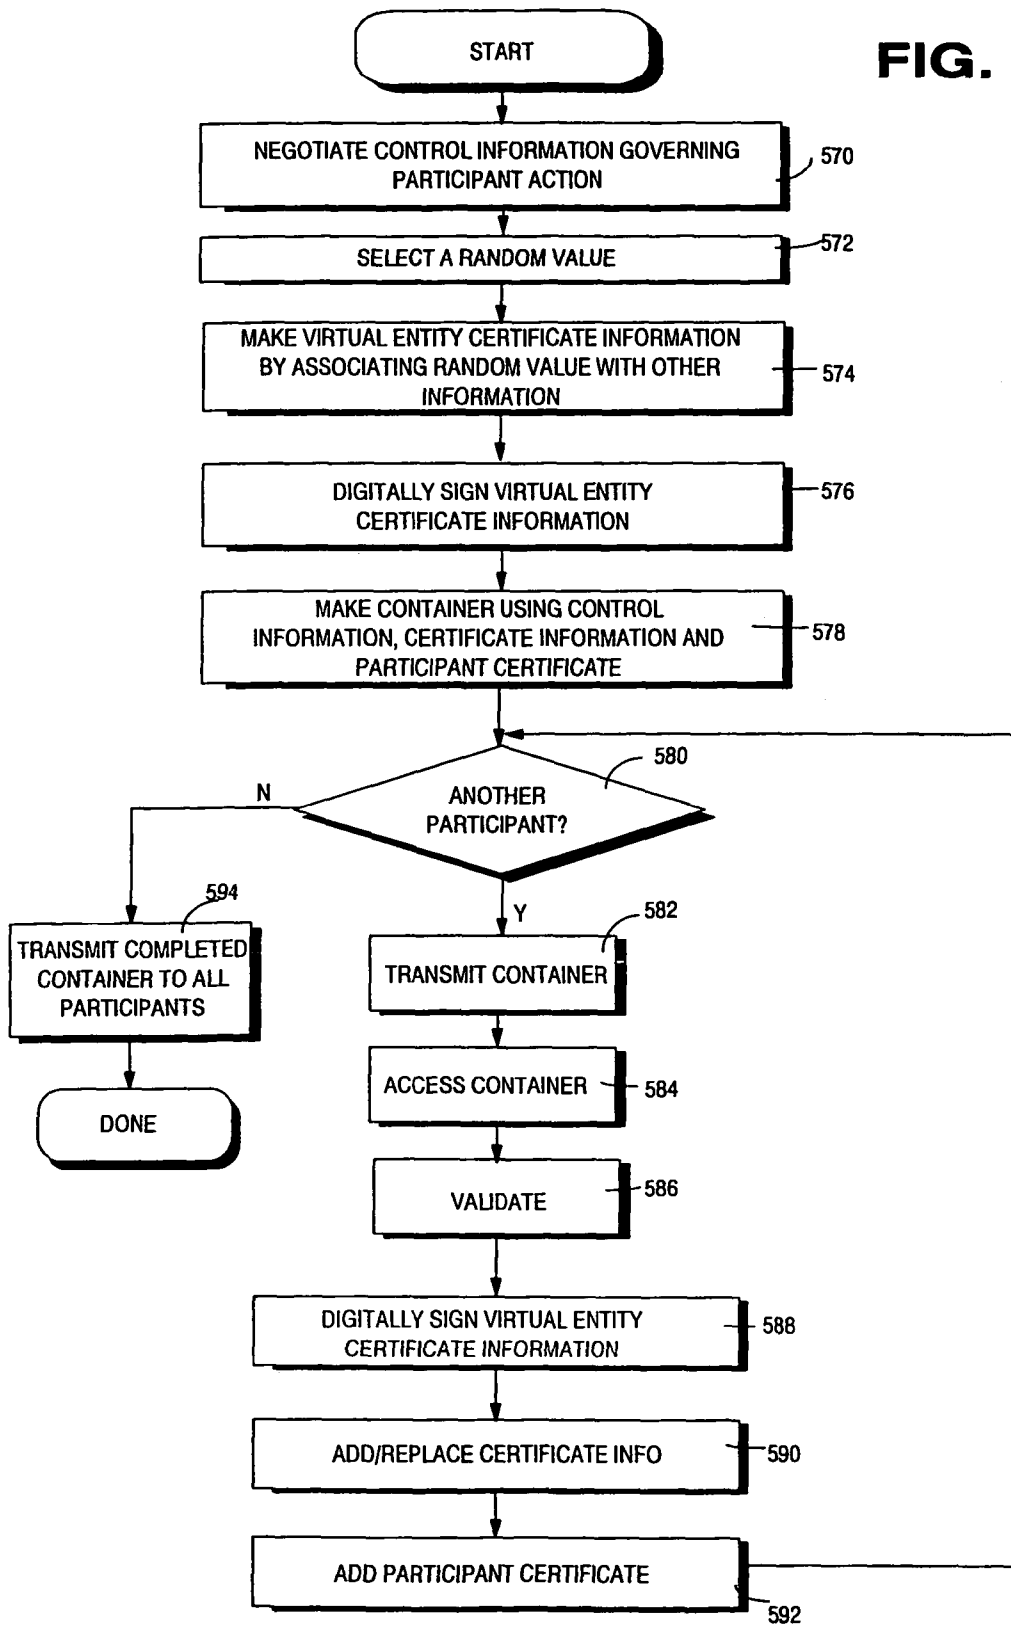 START
FIG.
NEGOTIATE CONTROL INFORMATION GOVERNING
PARTICIPANT ACTION
570
SELECT A RANDOM VALUE
572
MAKE VIRTUAL ENTITY CERTIFICATE INFORMATION
BY ASSOCIATING RANDOM VALUE WITH OTHER
INFORMATION
574
DIGITALLY SIGN VIRTUAL ENTITY
CERTIFICATE INFORMATION
576
MAKE CONTAINER USING CONTROL
INFORMATION, CERTIFICATE INFORMATION AND
PARTICIPANT CERTIFICATE
578
580
ANOTHER
PARTICIPANT?
N
Y
594
TRANSMIT COMPLETED
CONTAINER TO ALL
PARTICIPANTS
DONE
582
TRANSMIT CONTAINER
ACCESS CONTAINER
584
VALIDATE
586
DIGITALLY SIGN VIRTUAL ENTITY
CERTIFICATE INFORMATION
588
ADD/REPLACE CERTIFICATE INFO
590
ADD PARTICIPANT CERTIFICATE
592